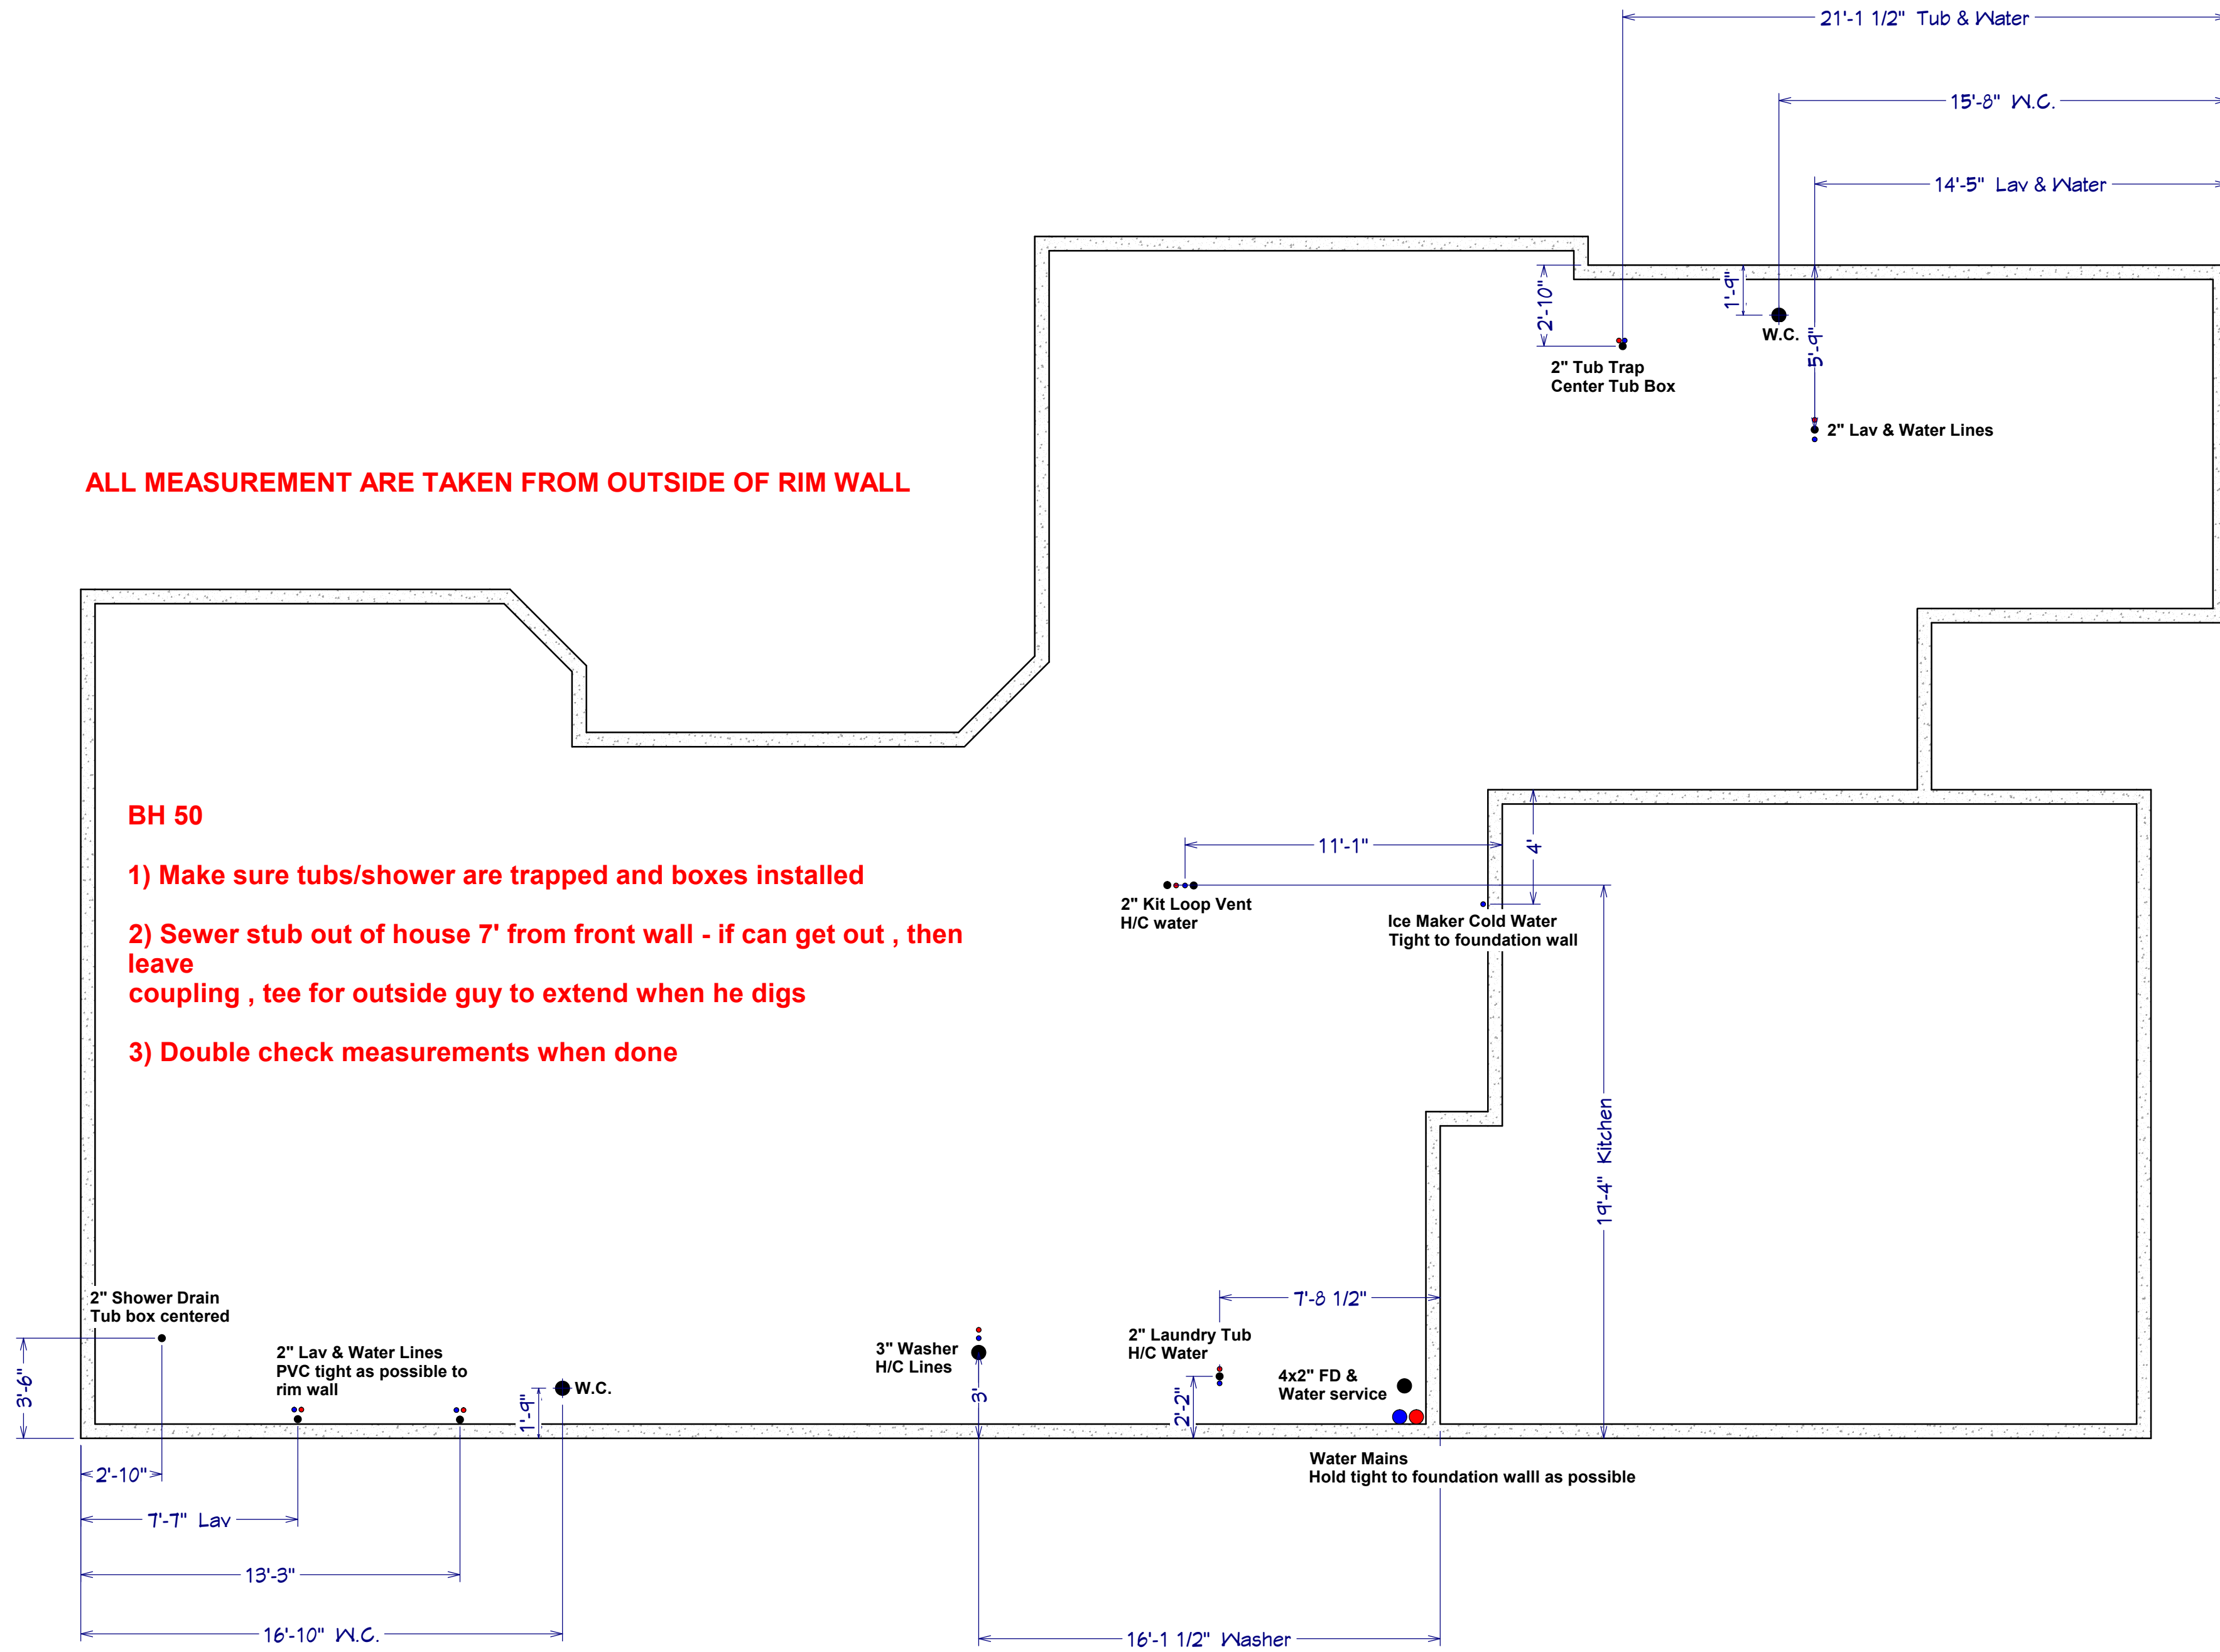 21'-1 1/2" Tub & Water
15'-8" W.C.
14'-5" Lav & Water
2'-10"
1'-9"
W.C.
5'-9"
2" Tub Trap
Center Tub Box
2" Lav & Water Lines
ALL MEASUREMENT ARE TAKEN FROM OUTSIDE OF RIM WALL
BH 50
1) Make sure tubs/shower are trapped and boxes installed
2) Sewer stub out of house 7' from front wall - if can get out , then
leave
coupling , tee for outside guy to extend when he digs
3) Double check measurements when done
11'-1"
4'
2" Kit Loop Vent
H/C water
Ice Maker Cold Water
Tight to foundation wall
19'-4" Kitchen
2" Shower Drain
Tub box centered
3'-6"
2" Lav & Water Lines
PVC tight as possible to
rim wall
W.C.
1'-9"
3" Washer
H/C Lines
3'
7'-8 1/2"
2" Laundry Tub
H/C Water
2'-2"
4x2" FD &
Water service
Water Mains
Hold tight to foundation walll as possible
2'-10"
7'-7" Lav
13'-3"
16'-10" W.C.
16'-1 1/2" Washer